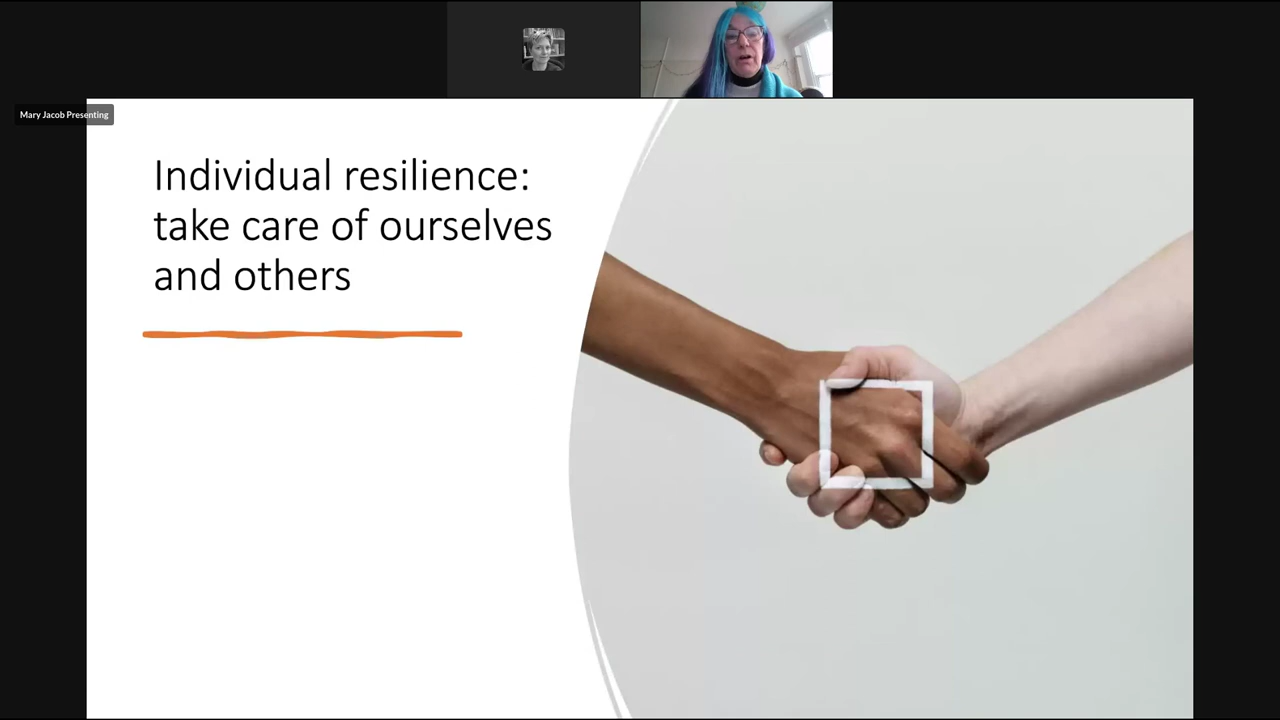 Mary Jacob Presenting
Individual resilience:
take care of ourselves
and others